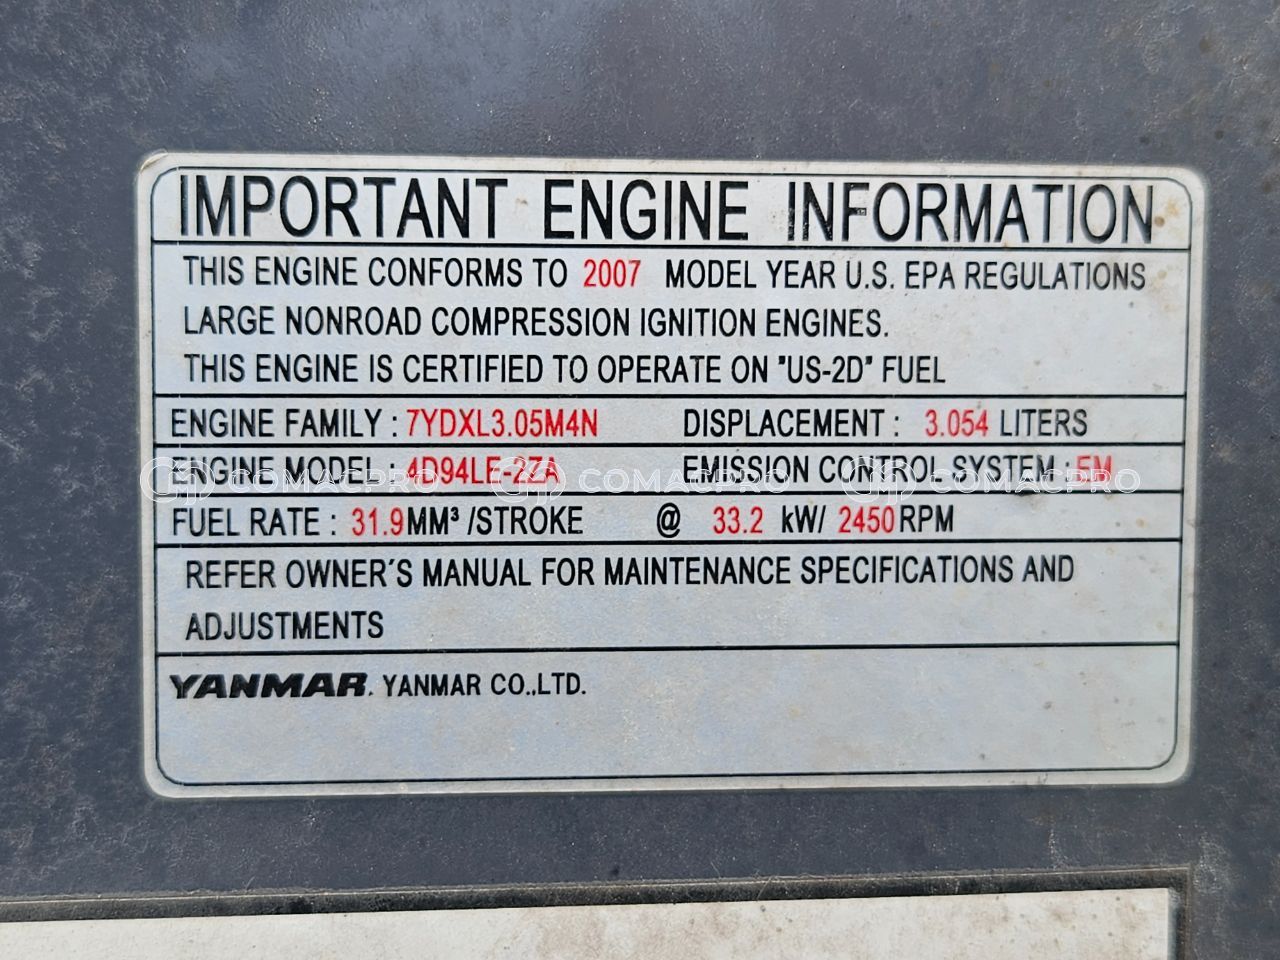 IMPORTANT ENGINE INFORMATION
THIS ENGINE CONFORMS TO 2007 MODEL YEAR U.S. EPA REGULATIONS
LARGE NONROAD COMPRESSION IGNITION ENGINES.
THIS ENGINE IS CERTIFIED TO OPERATE ON "US-2D" FUEL
ENGINE FAMILY : 7YDXL3.05M4N DISPLACEMENT : 3.054 LITERS
ENGINE MODEL : 4D94LE-2ZA EMISSION CONTROL SYSTEM : EM
COMACPRO COMACPRO COMACPRO
FUEL RATE : 31.9MM³ /STROKE @ 33.2 kW/ 2450RPM
REFER OWNER´S MANUAL FOR MAINTENANCE SPECIFICATIONS AND
ADJUSTMENTS
YANMAR. YANMAR CO.,LTD.